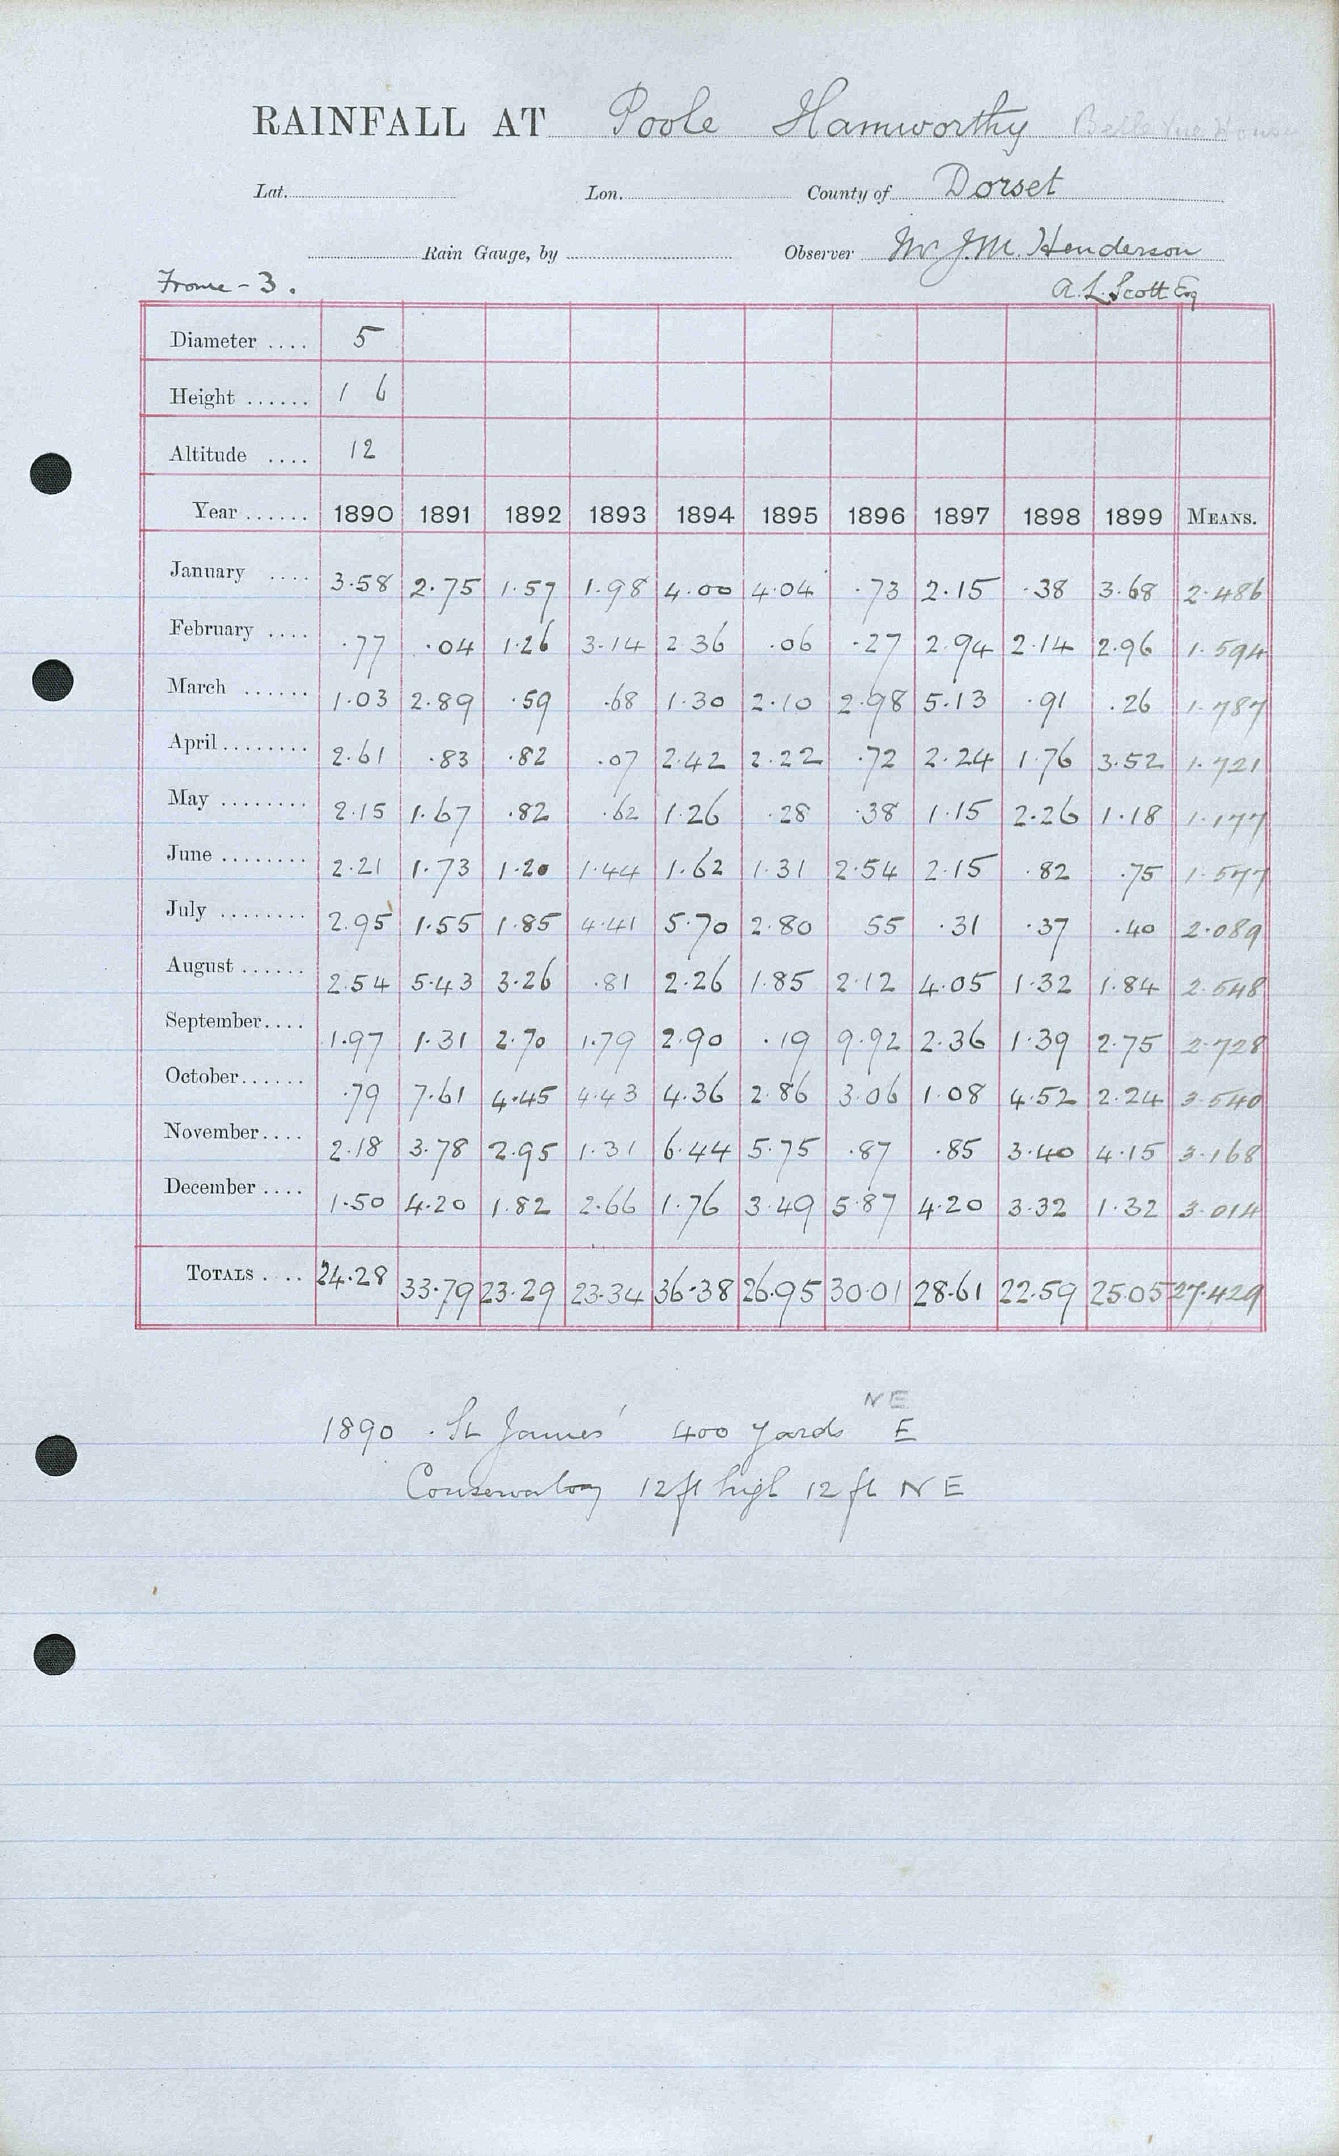 RAINFALL AT Poole Hamworthy Belle Vue House
Lat. Lon. County of Dorset
Rain Gauge, by Observer Mr J.M. Henderson
Frome - 3. A. L. Scott Esq
Diameter .... 5
Height ...... 1 6
Altitude .... 12
Year ...... 1890 1891 1892 1893 1894 1895 1896 1897 1898 1899 MEANS.
January .... 3.58 2.75 1.57 1.98 4.00 4.04 .73 2.15 .38 3.68 2.486
February .... .77 .04 1.26 3.14 2.36 .06 .27 2.94 2.14 2.96 1.594
March ...... 1.03 2.89 .59 .68 1.30 2.10 2.98 5.13 .91 .26 1.787
April ........ 2.61 .83 .82 .07 2.42 2.22 .72 2.24 1.76 3.52 1.721
May ........ 2.15 1.67 .82 .62 1.26 .28 .38 1.15 2.26 1.18 1.177
June ........ 2.21 1.73 1.20 1.44 1.62 1.31 2.54 2.15 .82 .75 1.577
July ........ 2.95 1.55 1.85 4.41 5.70 2.80 55 .31 .37 .40 2.089
August ...... 2.54 5.43 3.26 .81 2.26 1.85 2.12 4.05 1.32 1.84 2.548
September.... 1.97 1.31 2.70 1.79 2.90 .19 9.92 2.36 1.39 2.75 2.728
October...... .79 7.61 4.45 4.43 4.36 2.86 3.06 1.08 4.52 2.24 3.540
November.... 2.18 3.78 2.95 1.31 6.44 5.75 .87 .85 3.40 4.15 3.168
December .... 1.50 4.20 1.82 2.66 1.76 3.49 5.87 4.20 3.32 1.32 3.014
TOTALS .... 24.28 33.79 23.29 23.34 36.38 26.95 30.01 28.61 22.59 25.05 27.429
NE
1890 . St James' 400 yards E
Conservatory 12 ft high 12 ft NE